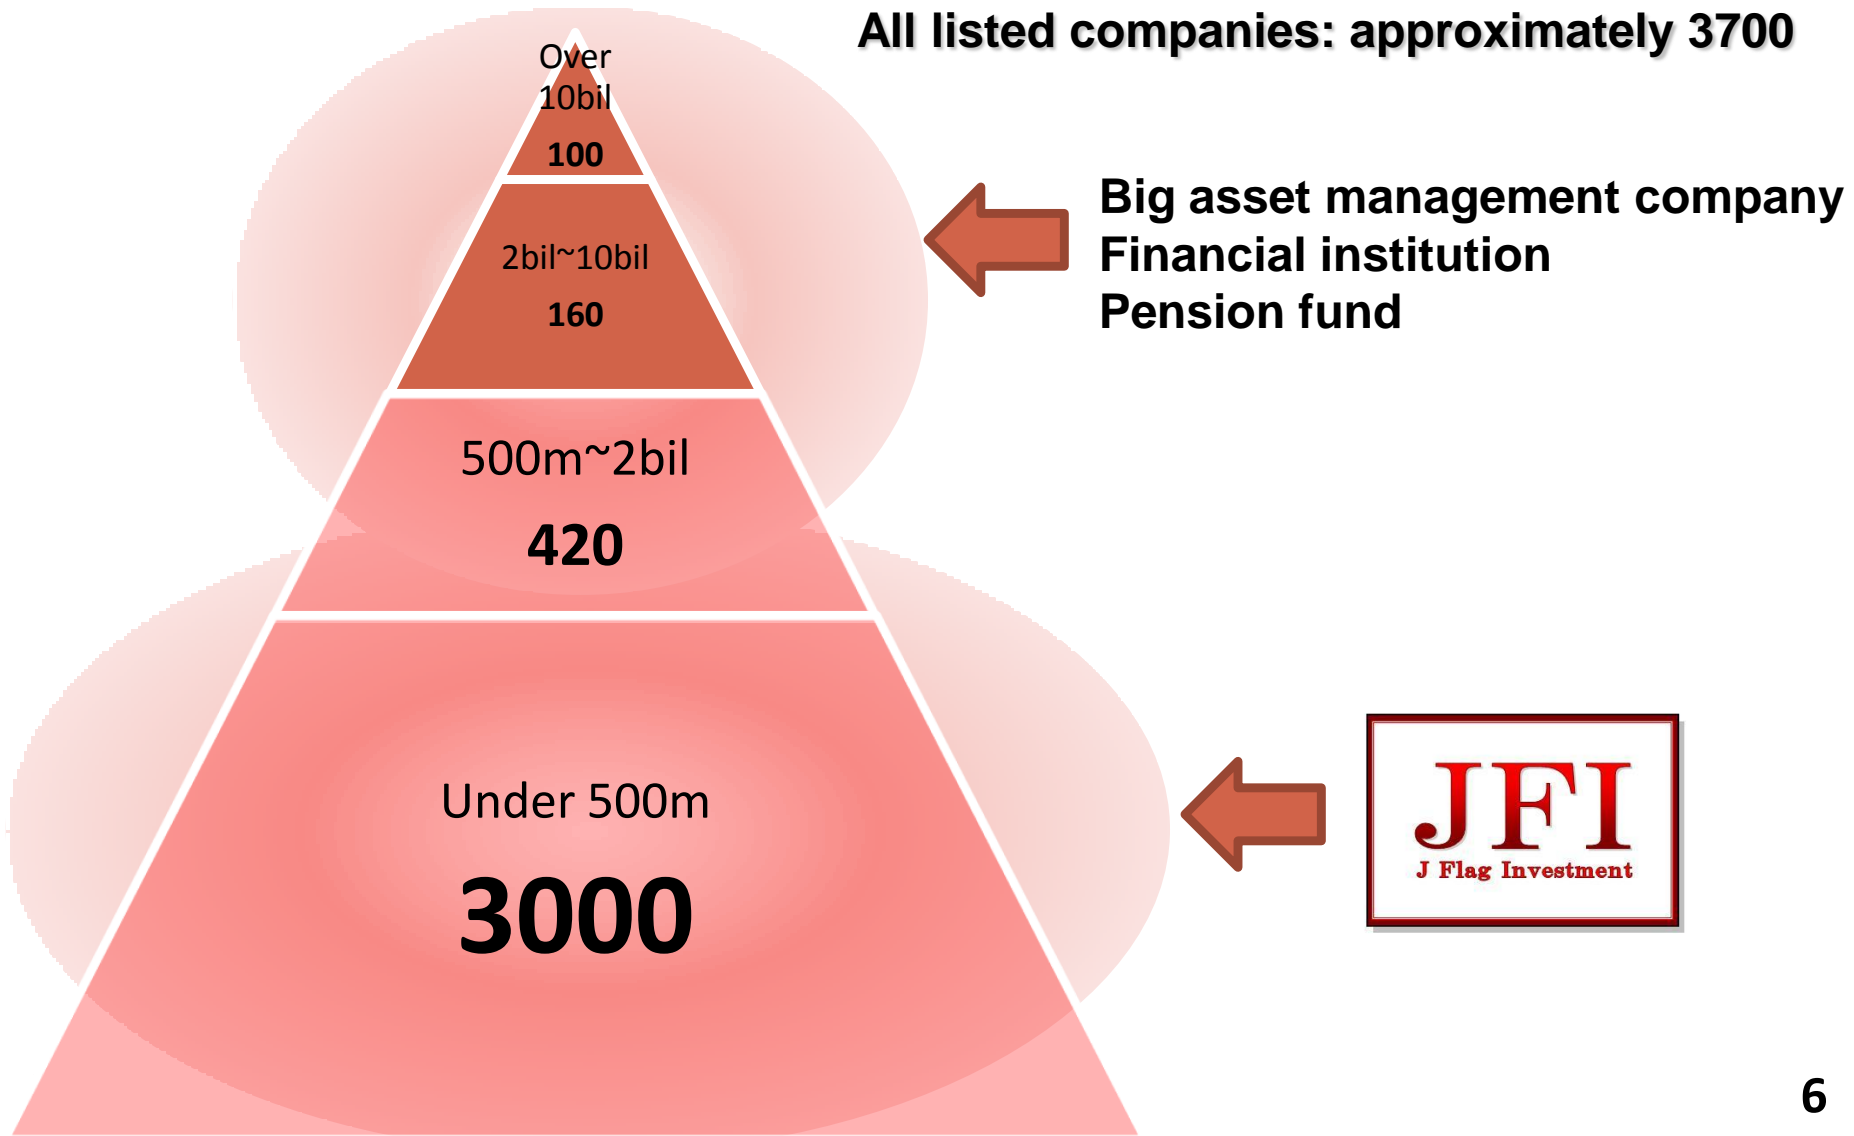 All listed companies: approximately 3700
Over
10bil
100
2bil~10bil
160
Big asset management company
Financial institution
Pension fund
500m~2bil
420
Under 500m
3000
JFI
J Flag Investment
6